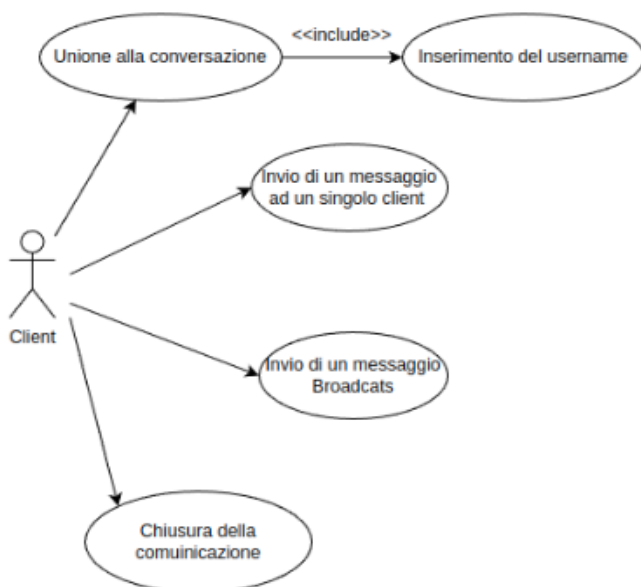 <<include>>
Unione alla conversazione
Inserimento del username
Invio di un messaggio
ad un singolo client
Client
Invio di un messaggio
Broadcats
Chiusura della
comuinicazione